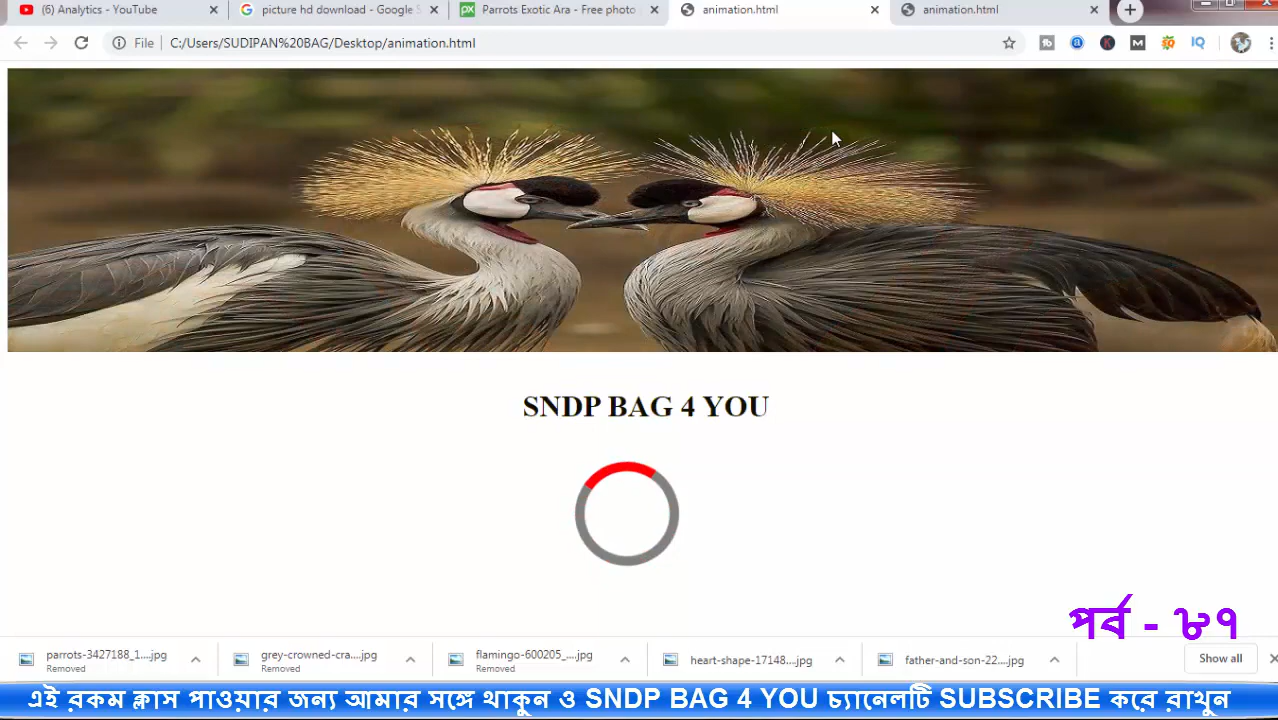 (6) Analytics - YouTube
picture hd download - Google S
Parrots Exotic Ara - Free photo
animation.html
animation.html
File
C:/Users/SUDIPAN%20BAG/Desktop/animation.html
SNDP BAG 4 YOU
পর্ব - ৮৭
parrots-3427188_1....jpg
Removed
grey-crowned-cra....jpg
Removed
flamingo-600205_....jpg
Removed
heart-shape-17148....jpg
father-and-son-22....jpg
Show all
এই রকম ক্লাস পাওয়ার জন্য আমার সঙ্গে থাকুন ও SNDP BAG 4 YOU চ্যানেলটি SUBSCRIBE করে রাখুন